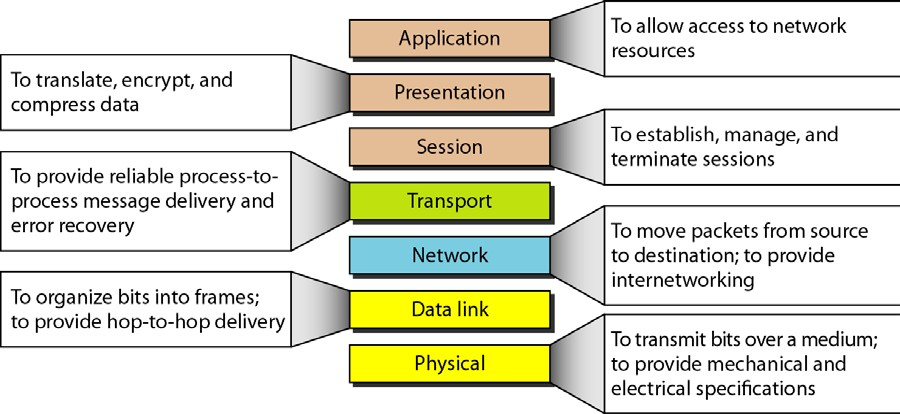 Application
To allow access to network
resources
To translate, encrypt, and
compress data
Presentation
Session
To establish, manage, and
terminate sessions
To provide reliable process-to-
process message delivery and
error recovery
Transport
Network
To move packets from source
to destination; to provide
internetworking
To organize bits into frames;
to provide hop-to-hop delivery
Data link
Physical
To transmit bits over a medium;
to provide mechanical and
electrical specifications